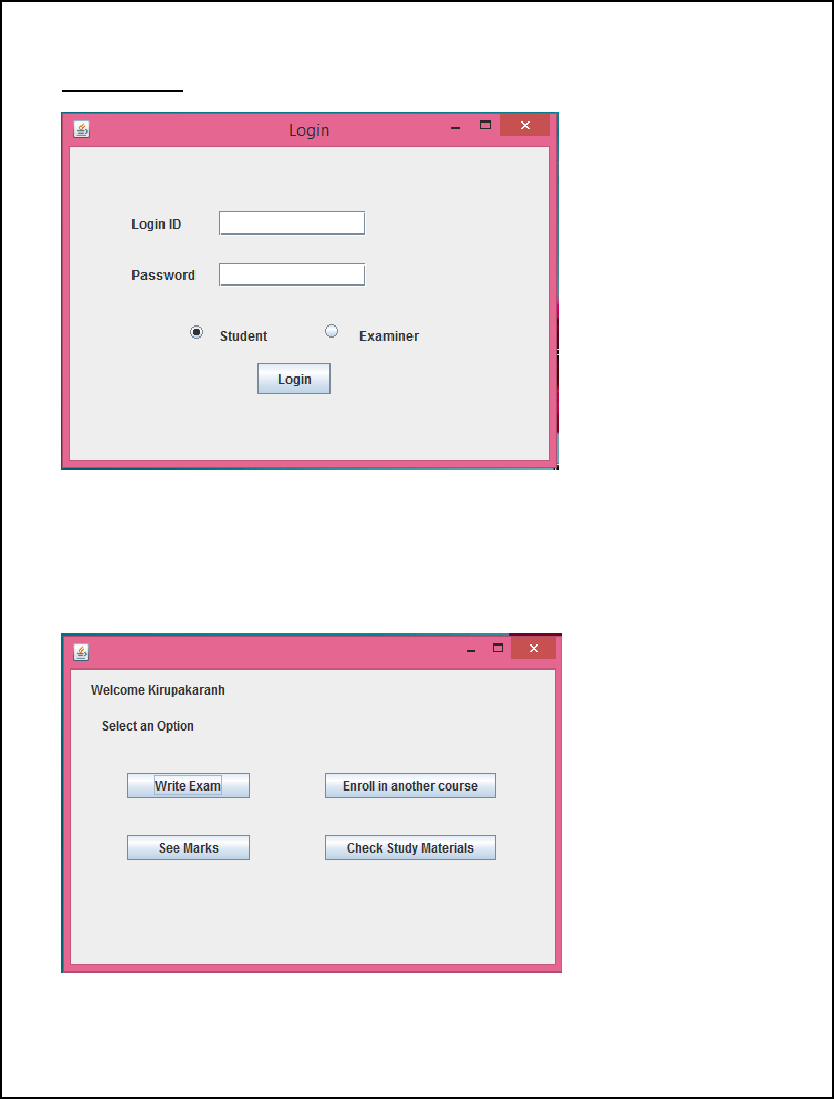 Login
Login ID
Password
Student Examiner
Login
Welcome Kirupakaranh
Select an Option
Write Exam Enroll in another course
See Marks Check Study Materials